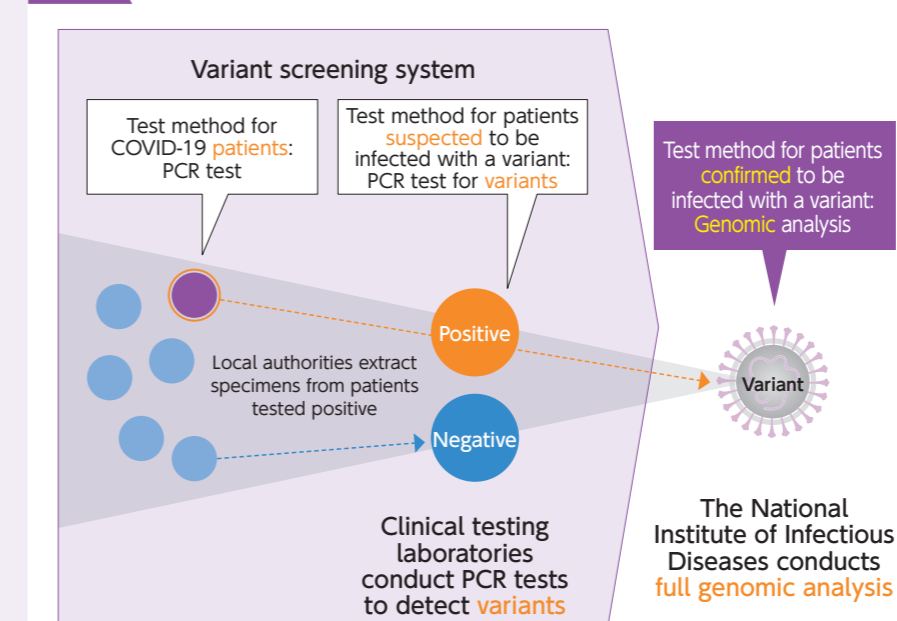 Variant screening system
Test method for
COVID-19 patients:
PCR test
Test method for patients
suspected to be
infected with a variant:
PCR test for variants
Test method for patients
confirmed to be
infected with a variant:
Genomic analysis
Local authorities extract
specimens from patients
tested positive
Positive
Negative
Variant
Clinical testing
laboratories
conduct PCR tests
to detect variants
The National
Institute of Infectious
Diseases conducts
full genomic analysis